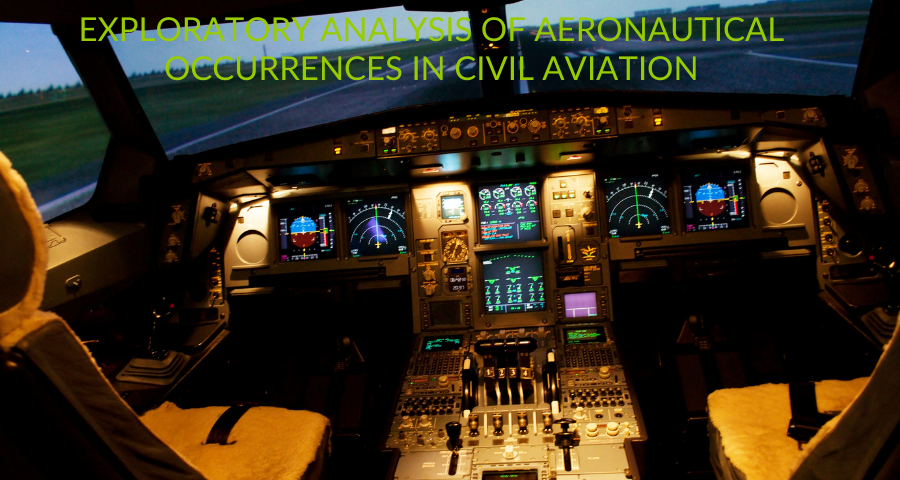 EXPLORATORY ANALYSIS OF AERONAUTICAL
OCCURRENCES IN CIVIL AVIATION